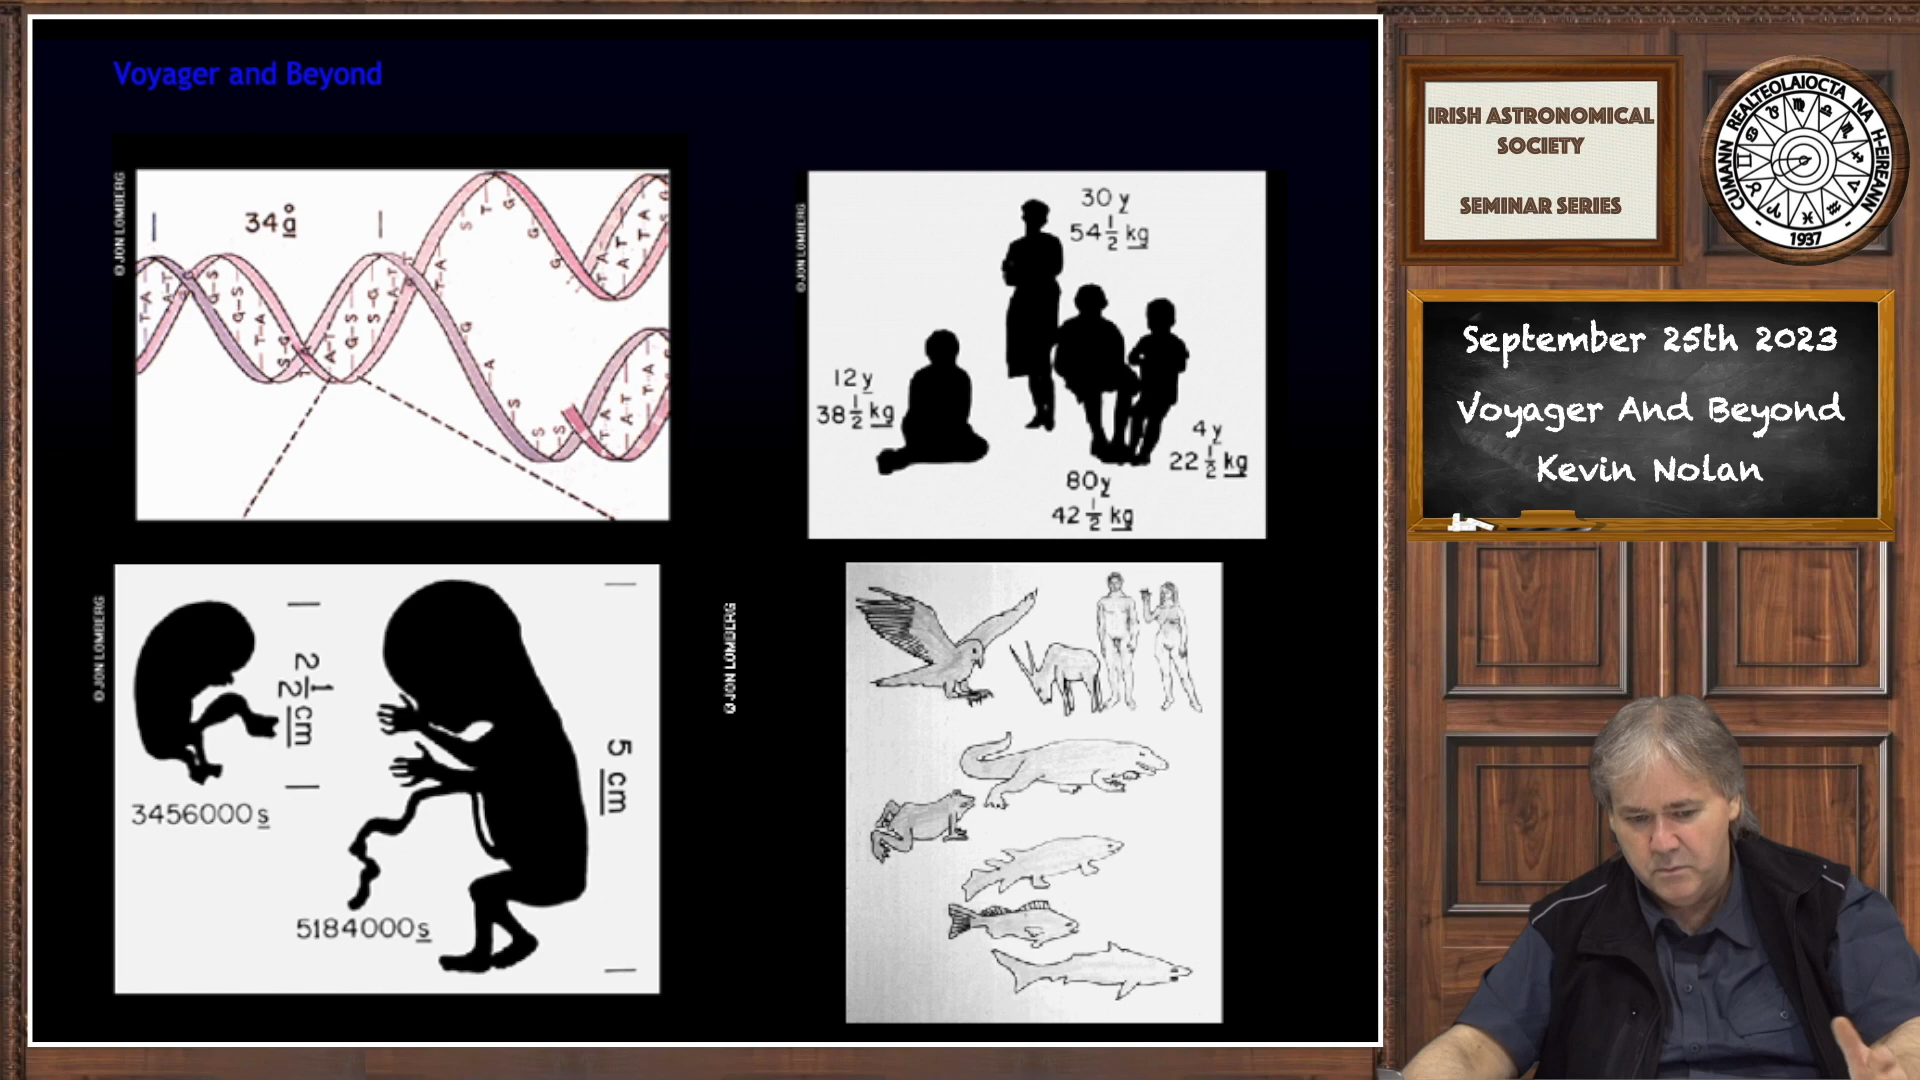 Voyager and Beyond
© JON LOMBERG
34 å
© JON LOMBERG
30 y
54 ½ kg
12 y
38 ½ kg
4 y
22 ½ kg
80 y
42 ½ kg
© JON LOMBERG
2 ½ cm
3456000 s
5 cm
5184000 s
© JON LOMBERG
IRISH ASTRONOMICAL
SOCIETY
SEMINAR SERIES
CUMANN REALTEOLAIOCTA NA H-EIREANN
- 1937 -
September 25th 2023
Voyager And Beyond
Kevin Nolan